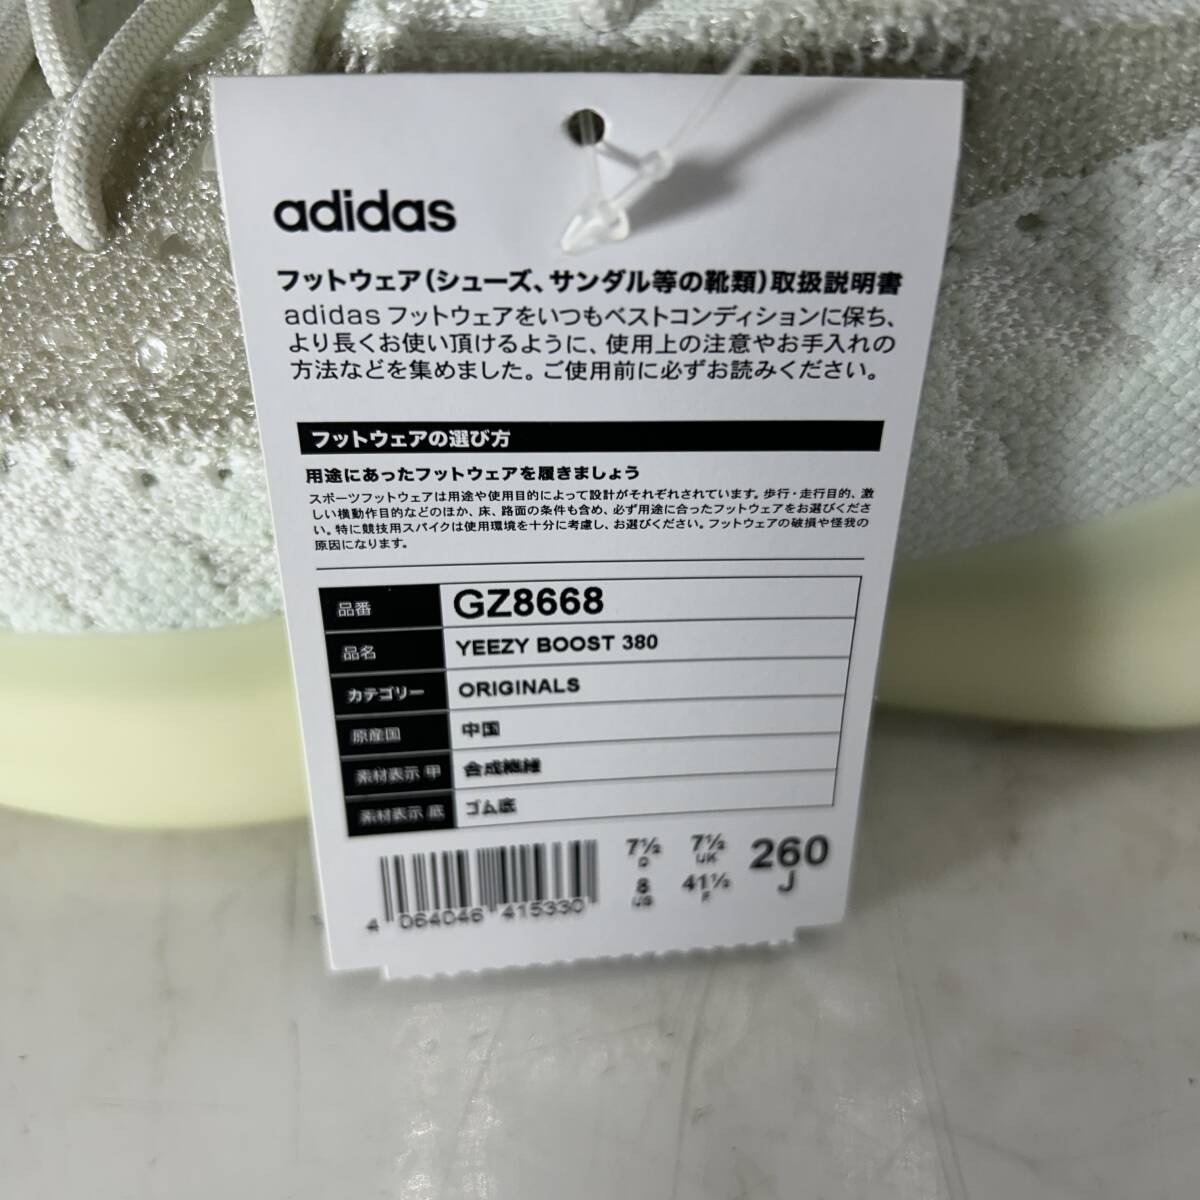 adidas
フットウェア(シューズ、サンダル等の靴類)取扱説明書
adidas フットウェアをいつもベストコンディションに保ち、
より長くお使い頂けるように、使用上の注意やお手入れの
方法などを集めました。ご使用前に必ずお読みください。
フットウェアの選び方
用途にあったフットウェアを履きましょう
スポーツフットウェアは用途や使用目的によって設計がそれぞれされています。歩行・走行目的、激
しい横動作目的などのほか、床、路面の条件も含め、必ず用途に合ったフットウェアをお選びくださ
い。特に競技用スパイクは使用環境を十分に考慮し、お選びください。フットウェアの破損や怪我の
原因になります。
品番 GZ8668
品名 YEEZY BOOST 380
カテゴリー ORIGINALS
原産国 中国
素材表示 甲 合成繊維
素材表示 底 ゴム底
7½ 7½ 260
D UK J
8 41⅓
US F
4 064046 415330